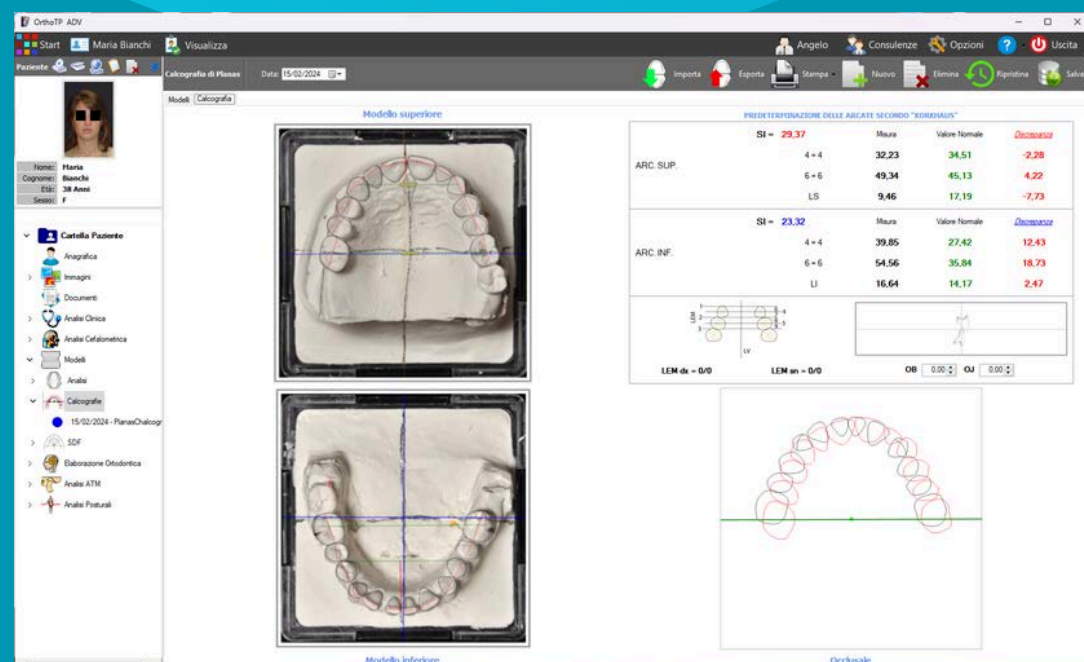 OrthoTP ADV
Start Maria Bianchi Visualizza Angelo Consulenze Opzioni ? Uscita
Paziente
Calcografia di Planas Data: 15/02/2024 Importa Esporta Stampa Nuovo Elimina Ripristina Salva
Modelli Calcografia
Nome: Maria
Cognome: Bianchi
Età: 38 Anni
Sesso: F
Cartella Paziente
Anagrafica
Immagini
Documenti
Analisi Clinica
Analisi Cefalometrica
Modelli
Analisi
Calcografie
15/02/2024 - PlanasChalcogr
SDF
Elaborazione Ortodontica
Analisi ATM
Analisi Posturali
Modello superiore
PREDETERMINAZIONE DELLE ARCATE SECONDO "KORKHAUS"
SI = 29,37 Misura Valore Normale Discrepanza
ARC. SUP.
4 = 4 32,23 34,51 -2,28
6 = 6 49,34 45,13 4,22
LS 9,46 17,19 -7,73
SI = 23,32 Misura Valore Normale Discrepanza
ARC. INF.
4 = 4 39,85 27,42 12,43
6 = 6 54,56 35,84 18,73
LI 16,64 14,17 2,47
LEM
1
2
3
4
5
LV
LEM dx = 0/0 LEM sn = 0/0 OB 0.00 OJ 0.00
Modello inferiore
Occlusale